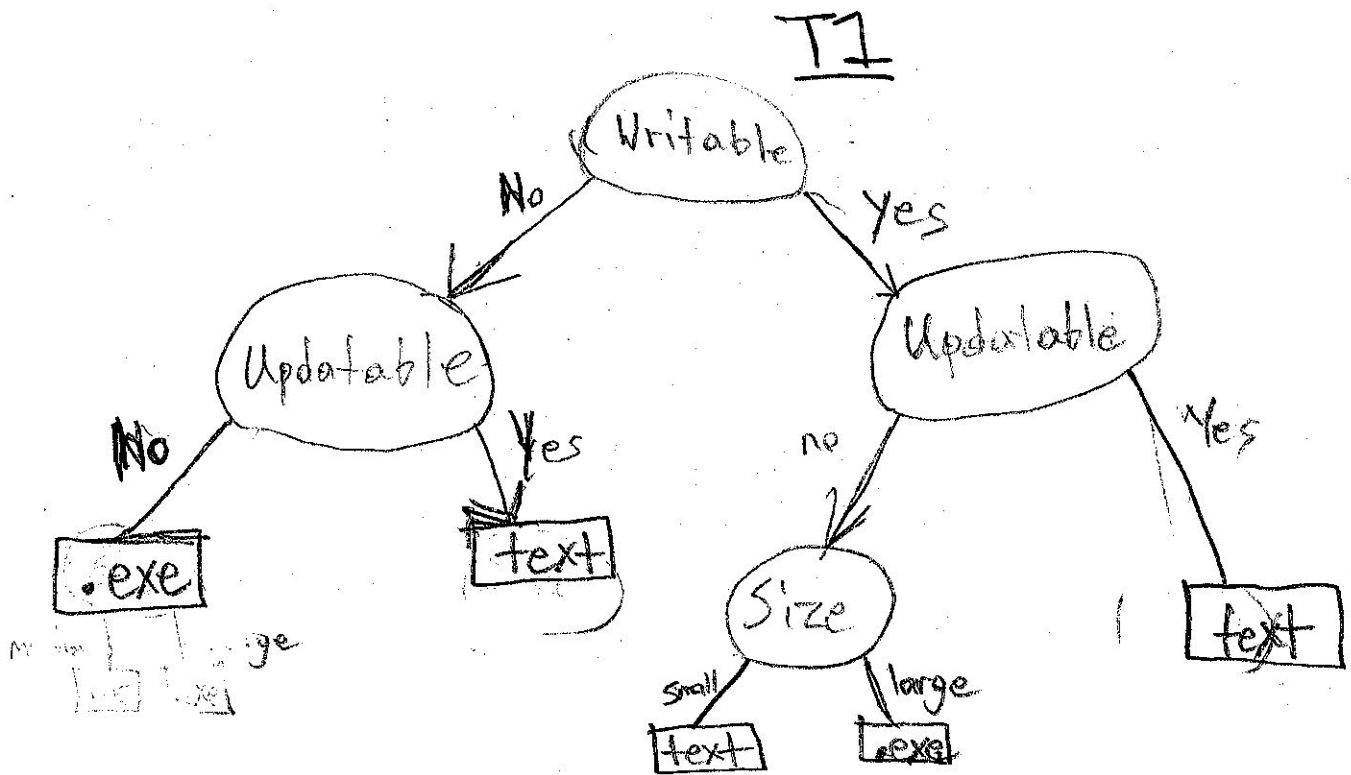 T1
Writable
No
Yes
Updatable
Updatable
No
Yes
no
Yes
.exe
text
Size
text
small
large
text
.exe